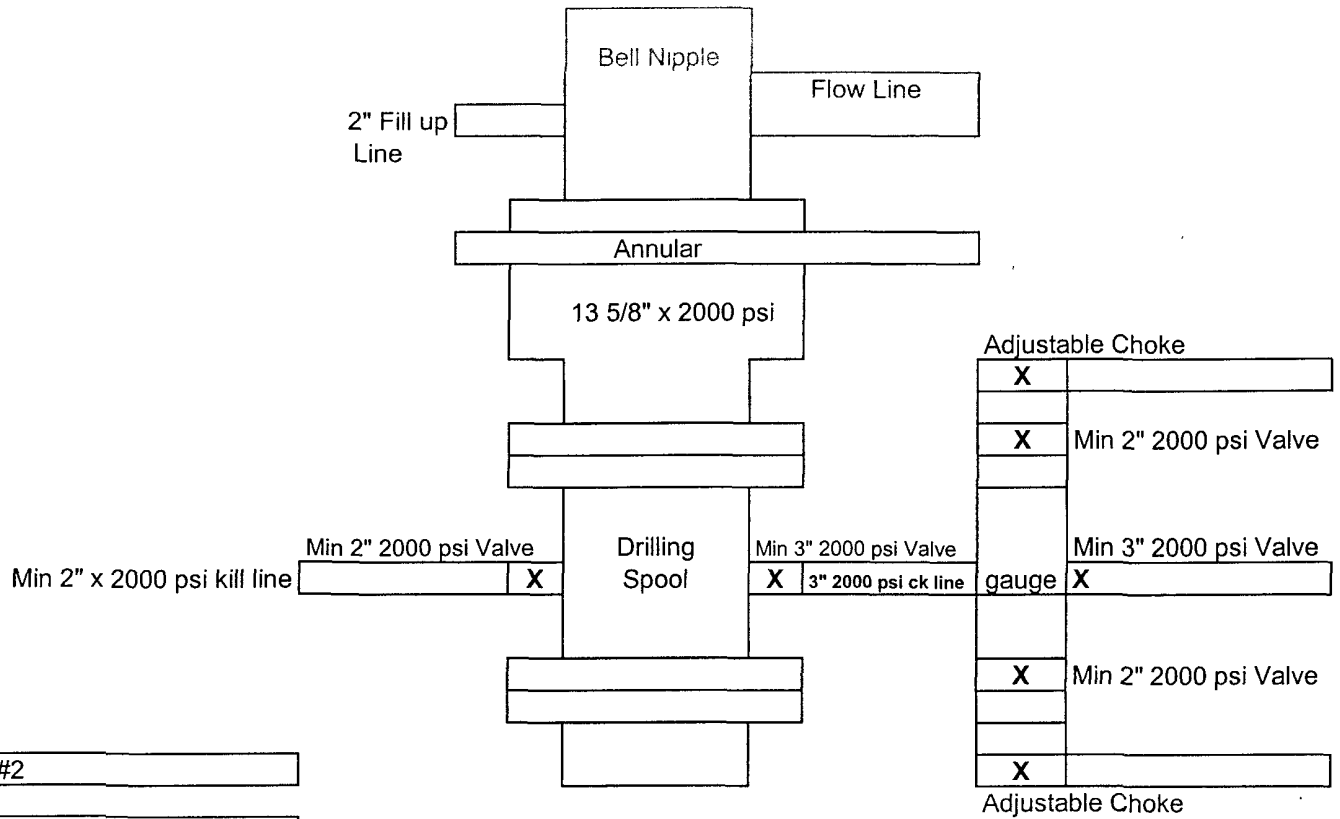 Bell Nipple
Flow Line
2" Fill up
Line
Annular
13 5/8" x 2000 psi
Adjustable Choke
X
X Min 2" 2000 psi Valve
Min 2" 2000 psi Valve
Drilling
Spool
Min 3" 2000 psi Valve
Min 3" 2000 psi Valve
Min 2" x 2000 psi kill line
X
X
3" 2000 psi ck line
gauge
X
X Min 2" 2000 psi Valve
#2
X
Adjustable Choke